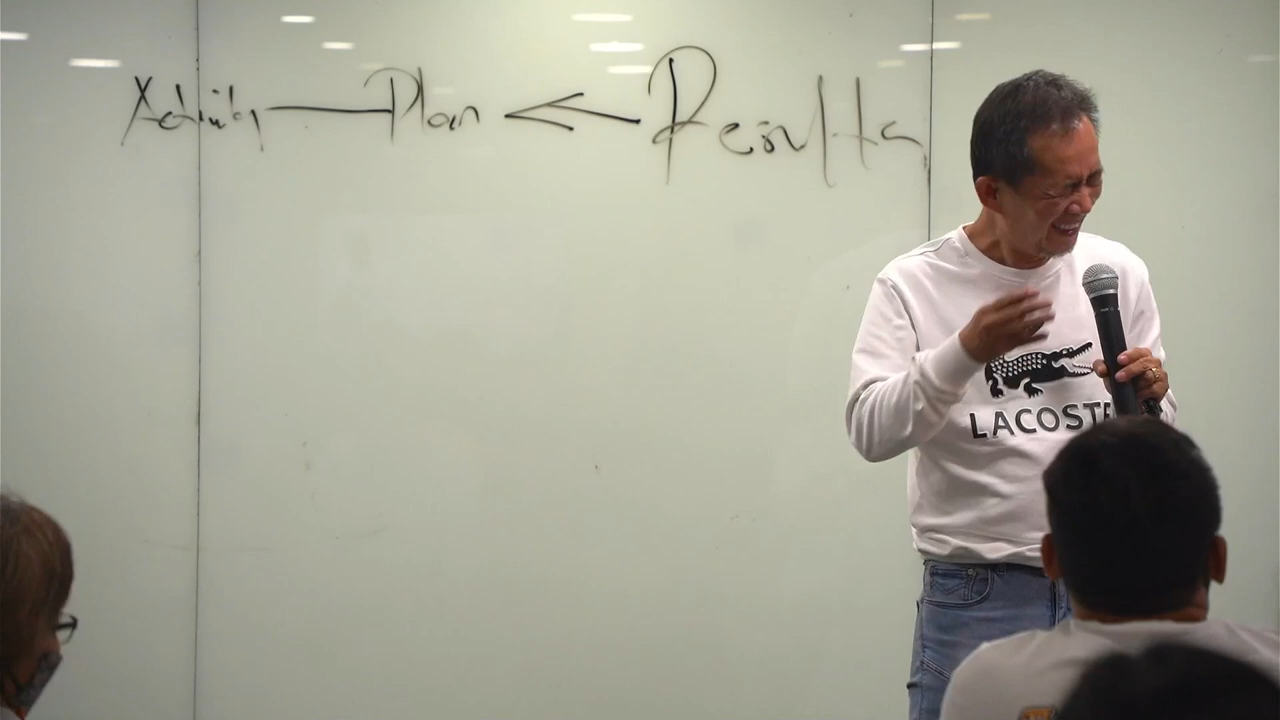 Activity — Plan ← Results
LACOSTE